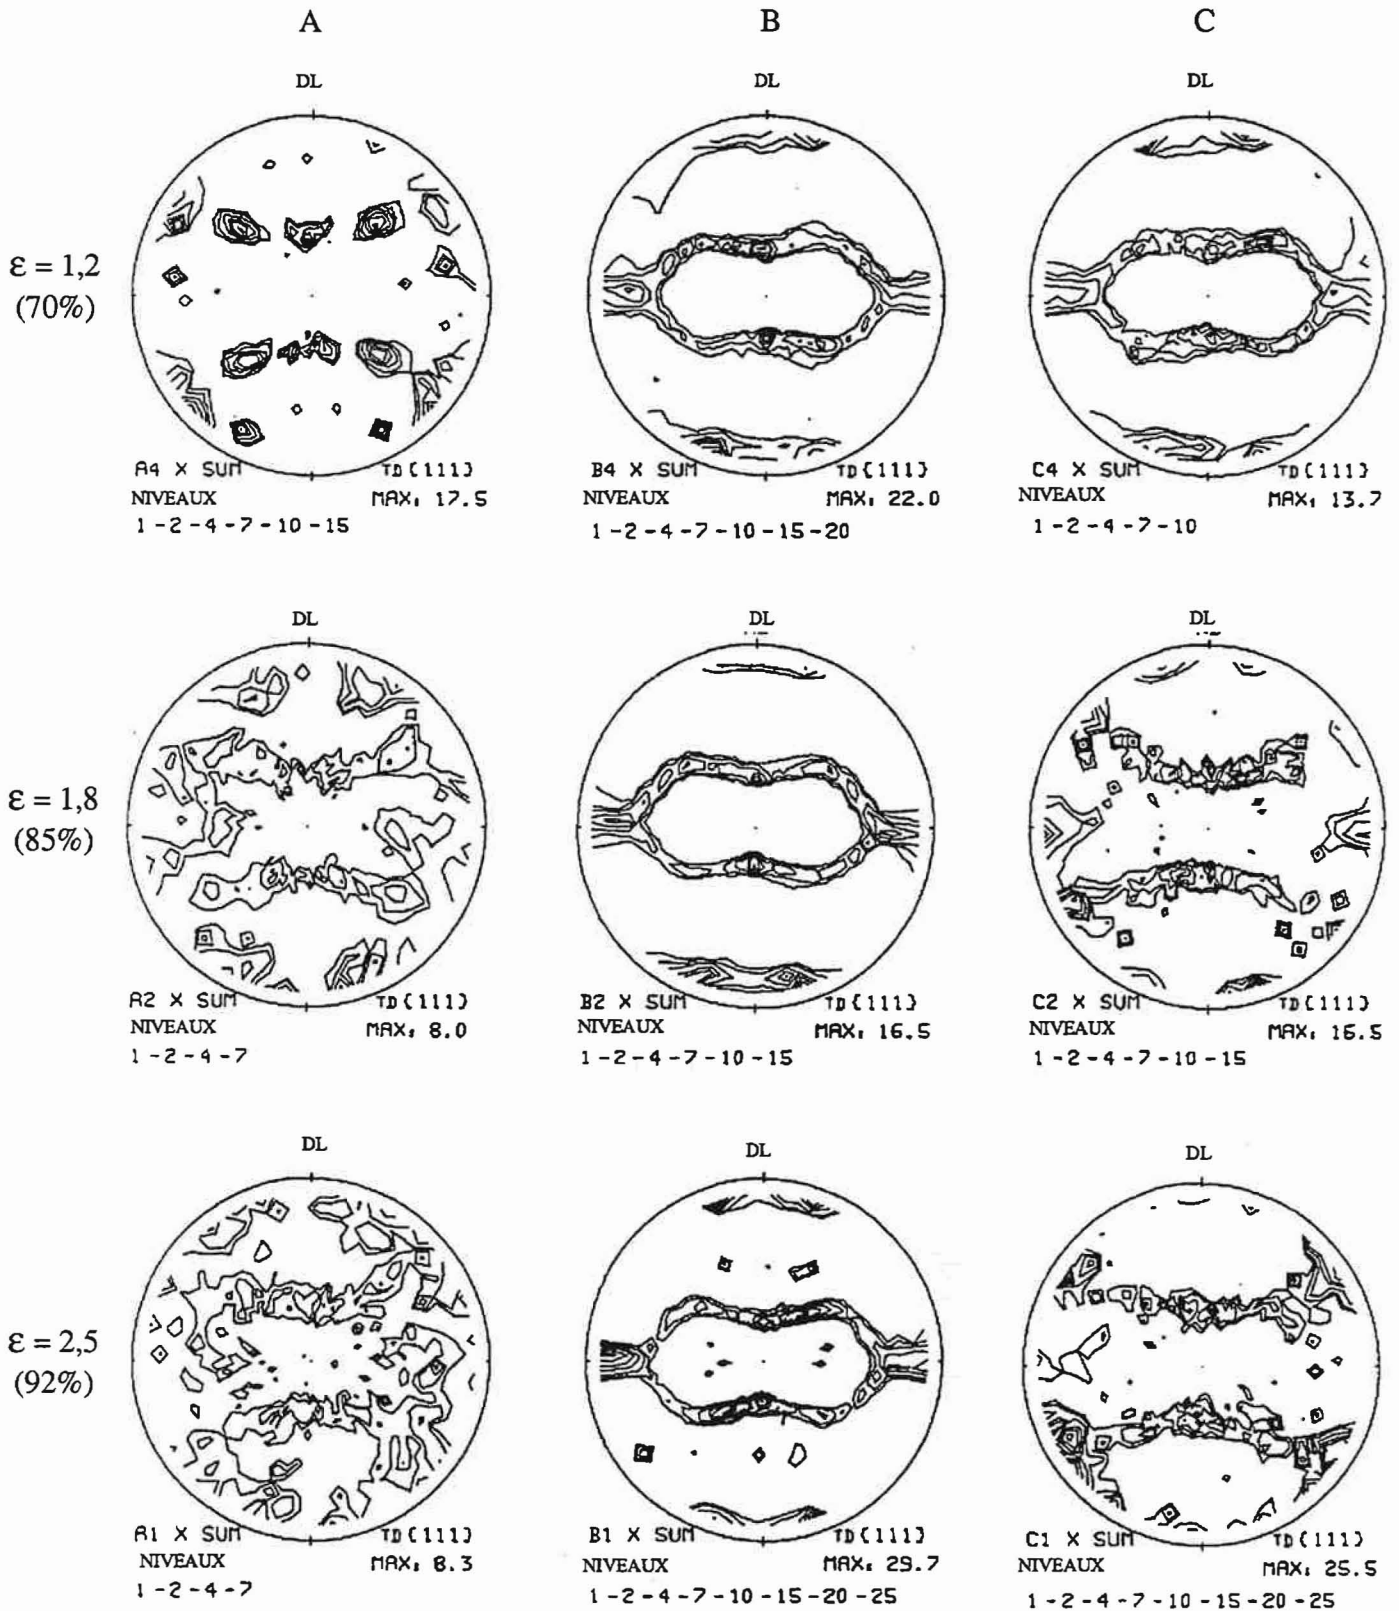 A B C
DL DL DL
ε = 1,2
(70%)
A4 X SUM TD{111}
NIVEAUX MAX: 17.5
1 -2 -4 -7 -10 -15
B4 X SUM TD{111}
NIVEAUX MAX: 22.0
1 -2 -4 -7 -10 -15 -20
C4 X SUM TD{111}
NIVEAUX MAX: 13.7
1 -2 -4 -7 -10
DL DL DL
ε = 1,8
(85%)
A2 X SUM TD{111}
NIVEAUX MAX: 8.0
1 -2 -4 -7
B2 X SUM TD{111}
NIVEAUX MAX: 16.5
1 -2 -4 -7 -10 -15
C2 X SUM TD{111}
NIVEAUX MAX: 16.5
1 -2 -4 -7 -10 -15
DL DL DL
ε = 2,5
(92%)
A1 X SUM TD{111}
NIVEAUX MAX: 8.3
1 -2 -4 -7
B1 X SUM TD{111}
NIVEAUX MAX: 29.7
1 -2 -4 -7 -10 -15 -20 -25
C1 X SUM TD{111}
NIVEAUX MAX: 25.5
1 -2 -4 -7 -10 -15 -20 -25